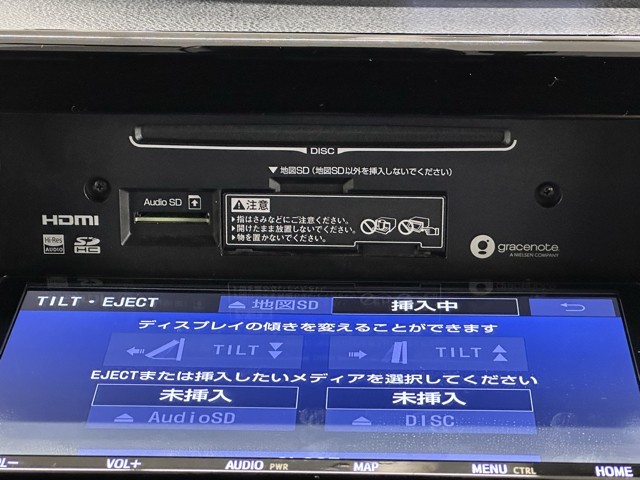 DISC
▼地図SD(地図SD以外を挿入しないでください)
Audio SD
⚠注意
▶指はさみなどにご注意ください。
▶開けたまま放置しないでください。
▶物を置かないでください。
HDMI
Hi-Res
AUDIO
SD
HC
gracenote.
A NIELSEN COMPANY
TILT・EJECT
地図SD
挿入中
ディスプレイの傾きを変えることができます
TILT
TILT
EJECTまたは挿入したいメディアを選択してください
未挿入
未挿入
AudioSD
DISC
VOL+
AUDIO PWR
MAP
MENU CTRL
HOME